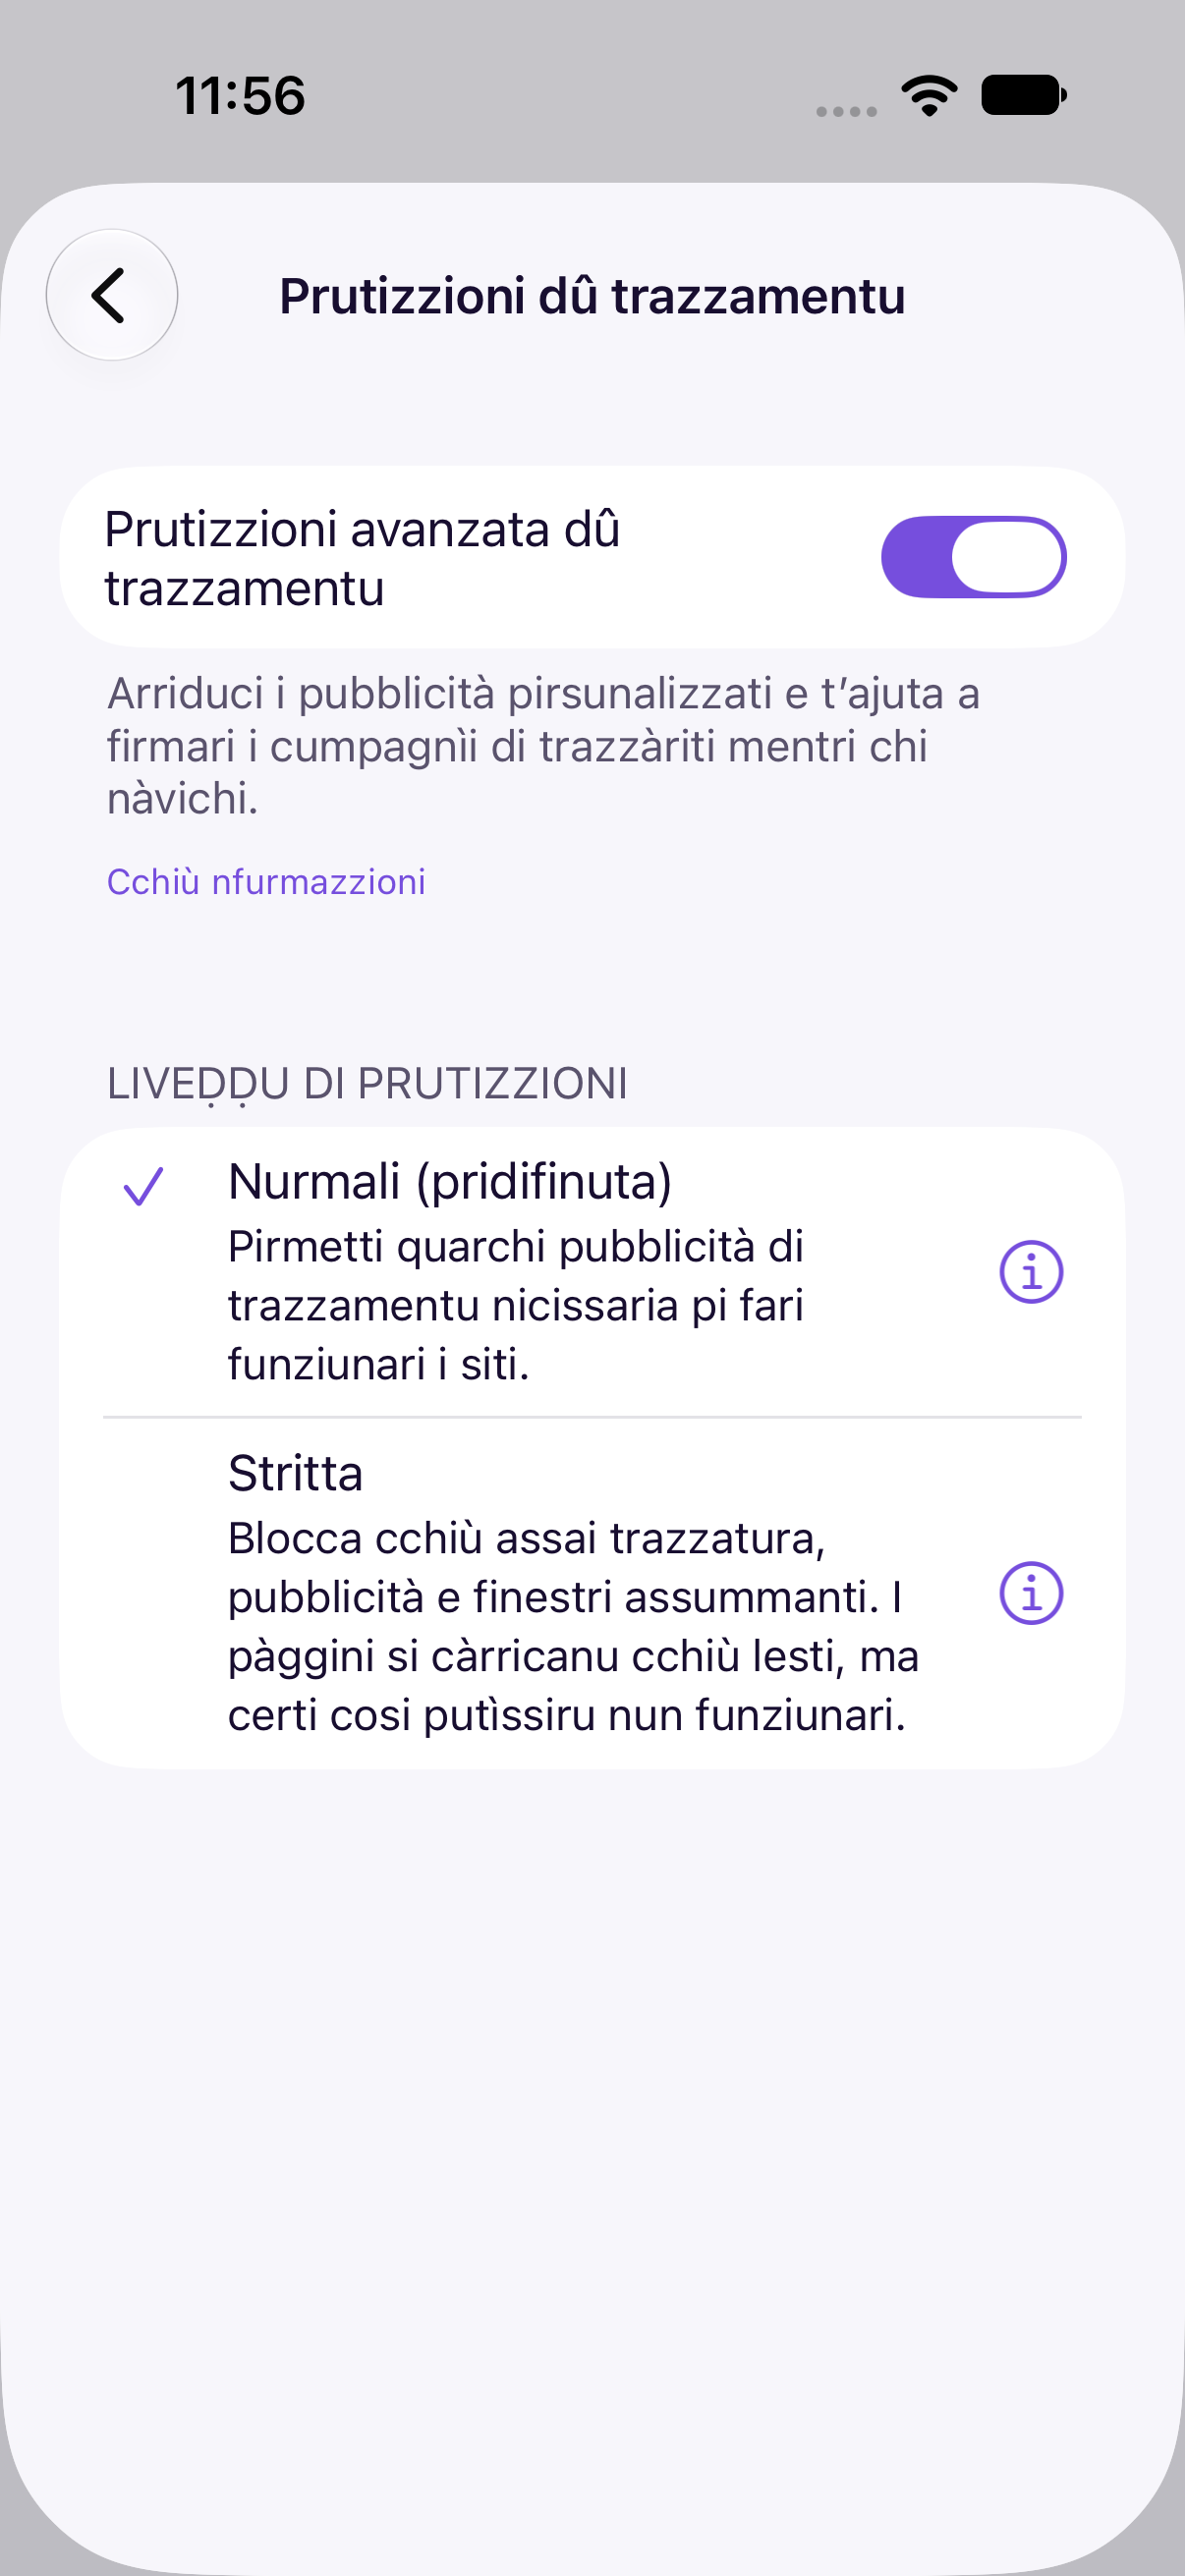 11:56
Prutizzioni dû trazzamentu
Prutizzioni avanzata dû
trazzamentu
Arriduci i pubblicità pirsunalizzati e t’ajuta a
firmari i cumpagnìi di trazzàriti mentri chi
nàvichi.
Cchiù nfurmazzioni
LIVEḌḌU DI PRUTIZZIONI
Nurmali (pridifinuta)
Pirmetti quarchi pubblicità di
trazzamentu nicissaria pi fari
funziunari i siti.
Stritta
Blocca cchiù assai trazzatura,
pubblicità e finestri assummanti. I
pàggini si càrricanu cchiù lesti, ma
certi cosi putìssiru nun funziunari.